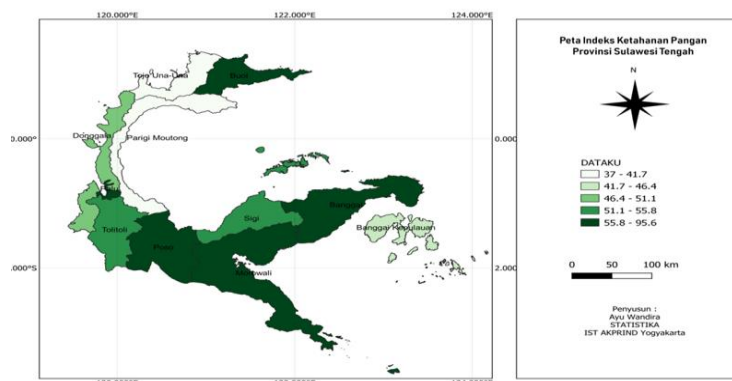 120.000°
122.000°
124.000°
Tojo Una-Una
Buol
Donggala
Parigi Moutong
0.000°
0.000°
Tolitoli
Poso
Sigi
Banggai
Banggai Kepulauan
Morowali
2.000°
Peta Indeks Ketahanan Pangan
Provinsi Sulawesi Tengah
N
DATAKU
37 - 41.7
41.7 - 46.4
46.4 - 51.1
51.1 - 55.8
55.8 - 95.6
0 50 100 km
Penyusun :
Ayu Wandira
STATISTIKA
IST AKPRIND Yogyakarta